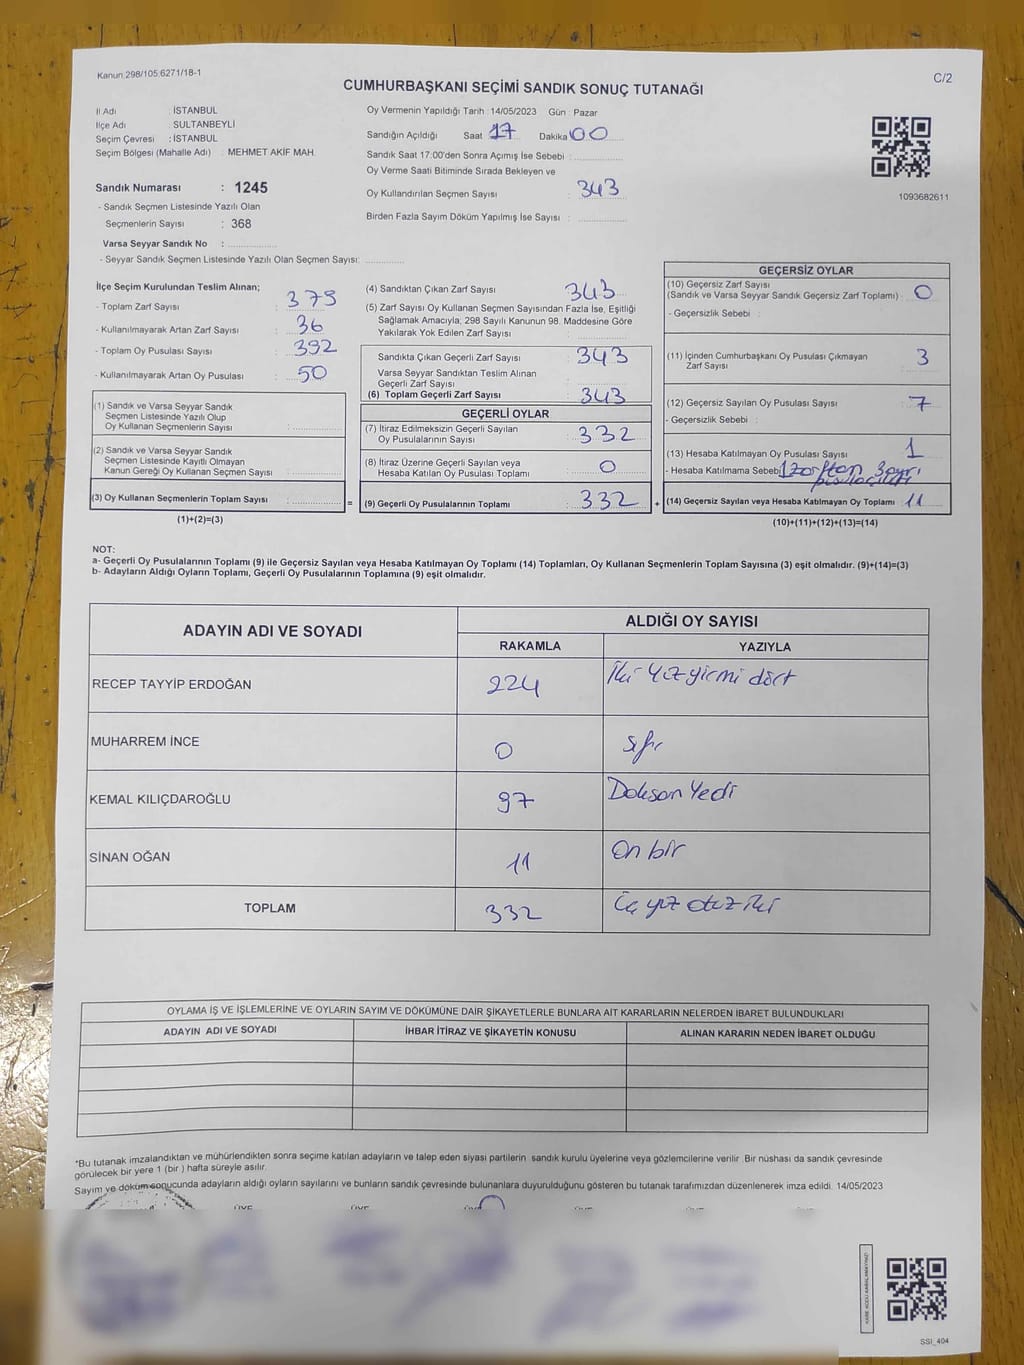 Kanun:298/105:6271/18-1
C/2
CUMHURBAŞKANI SEÇİMİ SANDIK SONUÇ TUTANAĞI
İl Adı İSTANBUL
İlçe Adı SULTANBEYLİ
Seçim Çevresi : İSTANBUL
Seçim Bölgesi (Mahalle Adı) : MEHMET AKİF MAH.
Sandık Numarası : 1245
- Sandık Seçmen Listesinde Yazılı Olan
Seçmenlerin Sayısı : 368
Varsa Seyyar Sandık No :
- Seyyar Sandık Seçmen Listesinde Yazılı Olan Seçmen Sayısı:
Oy Vermenin Yapıldığı Tarih : 14/05/2023 Gün : Pazar
Sandığın Açıldığı Saat 17 Dakika 00
Sandık Saat 17:00'den Sonra Açımış İse Sebebi :
Oy Verme Saati Bitiminde Sırada Bekleyen ve
Oy Kullandırılan Seçmen Sayısı : 343
Birden Fazla Sayım Döküm Yapılmış İse Sayısı :
1093682611
İlçe Seçim Kurulundan Teslim Alınan;
- Toplam Zarf Sayısı : 379
- Kullanılmayarak Artan Zarf Sayısı : 36
- Toplam Oy Pusulası Sayısı : 392
- Kullanılmayarak Artan Oy Pusulası : 50
(1) Sandık ve Varsa Seyyar Sandık
Seçmen Listesinde Yazılı Olup
Oy Kullanan Seçmenlerin Sayısı :
(2) Sandık ve Varsa Seyyar Sandık
Seçmen Listesinde Kayıtlı Olmayan
Kanun Gereği Oy Kullanan Seçmen Sayısı :
(3) Oy Kullanan Seçmenlerin Toplam Sayısı : =
(1)+(2)=(3)
(4) Sandıktan Çıkan Zarf Sayısı : 343
(5) Zarf Sayısı Oy Kullanan Seçmen Sayısından Fazla İse, Eşitliği
Sağlamak Amacıyla; 298 Sayılı Kanunun 98. Maddesine Göre
Yakılarak Yok Edilen Zarf Sayısı :
Sandıkta Çıkan Geçerli Zarf Sayısı : 343
Varsa Seyyar Sandıktan Teslim Alınan
Geçerli Zarf Sayısı :
(6) Toplam Geçerli Zarf Sayısı : 343
GEÇERLİ OYLAR
(7) İtiraz Edilmeksizin Geçerli Sayılan
Oy Pusulalarının Sayısı : 332
(8) İtiraz Üzerine Geçerli Sayılan veya
Hesaba Katılan Oy Pusulası Toplamı : 0
(9) Geçerli Oy Pusulalarının Toplamı : 332 +
GEÇERSİZ OYLAR
(10) Geçersiz Zarf Sayısı
(Sandık ve Varsa Seyyar Sandık Geçersiz Zarf Toplamı) : 0
- Geçersizlik Sebebi :
(11) İçinden Cumhurbaşkanı Oy Pusulası Çıkmayan
Zarf Sayısı : 3
(12) Geçersiz Sayılan Oy Pusulası Sayısı : 7
- Geçersizlik Sebebi :
(13) Hesaba Katılmayan Oy Pusulası Sayısı : 1
- Hesaba Katılmama Sebebi 1 zarftan
(14) Geçersiz Sayılan veya Hesaba Katılmayan Oy Toplamı : 11
(10)+(11)+(12)+(13)=(14)
NOT:
a- Geçerli Oy Pusulalarının Toplamı (9) ile Geçersiz Sayılan veya Hesaba Katılmayan Oy Toplamı (14) Toplamları, Oy Kullanan Seçmenlerin Toplam Sayısına (3) eşit olmalıdır. (9)+(14)=(3)
b- Adayların Aldığı Oyların Toplamı, Geçerli Oy Pusulalarının Toplamına (9) eşit olmalıdır.
ADAYIN ADI VE SOYADI
ALDIĞI OY SAYISI
RAKAMLA YAZIYLA
RECEP TAYYİP ERDOĞAN 224 İki yüz yirmi dört
MUHARREM İNCE 0 sıfır
KEMAL KILIÇDAROĞLU 97 Doksan Yedi
SİNAN OĞAN 11 On bir
TOPLAM 332 Üç yüz otuz iki
OYLAMA İŞ VE İŞLEMLERİNE VE OYLARIN SAYIM VE DÖKÜMÜNE DAİR ŞİKAYETLERLE BUNLARA AİT KARARLARIN NELERDEN İBARET BULUNDUKLARI
ADAYIN ADI VE SOYADI İHBAR İTİRAZ VE ŞİKAYETİN KONUSU ALINAN KARARIN NEDEN İBARET OLDUĞU
*Bu tutanak imzalandıktan ve mühürlendikten sonra seçime katılan adayların ve talep eden siyasi partilerin sandık kurulu üyelerine veya gözlemcilerine verilir. Bir nüshası da sandık çevresinde
görülecek bir yere 1 (bir ) hafta süreyle asılır.
Sayım ve döküm sonucunda adayların aldığı oyların sayılarını ve bunların sandık çevresinde bulunanlara duyurulduğunu gösteren bu tutanak tarafımızdan düzenlenerek imza edildi. 14/05/2023
SSI_404